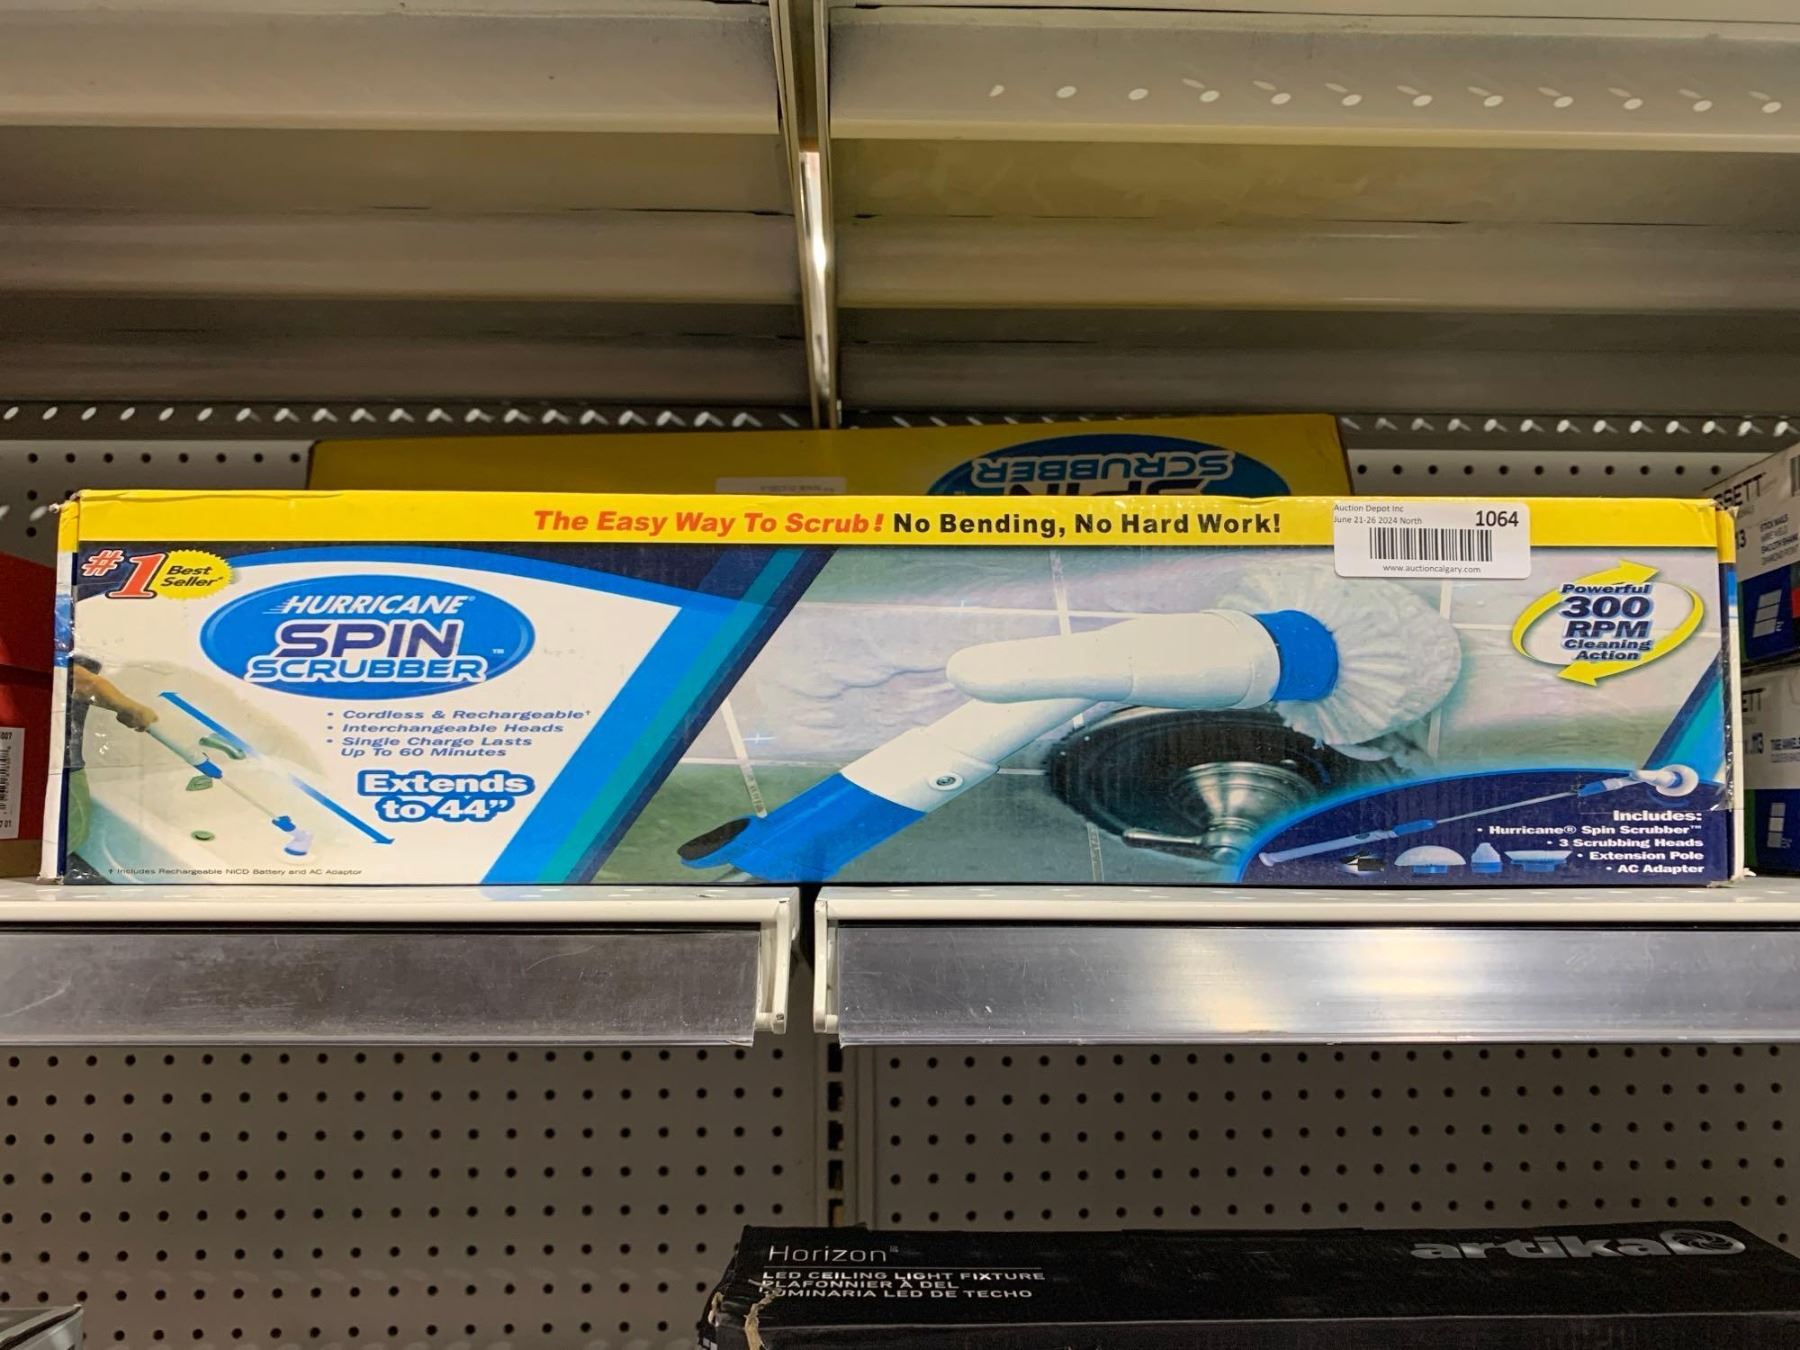 SCRUBBER
SPIN
The Easy Way To Scrub! No Bending, No Hard Work!
Auction Depot Inc
June 21-26 2024 North
1064
www.auctioncalgary.com
#1 Best
Seller*
HURRICANE®
SPIN
SCRUBBER™
• Cordless & Rechargeable†
• Interchangeable Heads
• Single Charge Lasts
Up To 60 Minutes
Extends
to 44”
† Includes Rechargeable NiCD Battery and AC Adaptor
Powerful
300
RPM
Cleaning
Action
Includes:
• Hurricane® Spin Scrubber™
• 3 Scrubbing Heads
• Extension Pole
• AC Adapter
Horizon
LED CEILING LIGHT FIXTURE
PLAFONNIER À DEL
LUMINARIA LED DE TECHO
artika